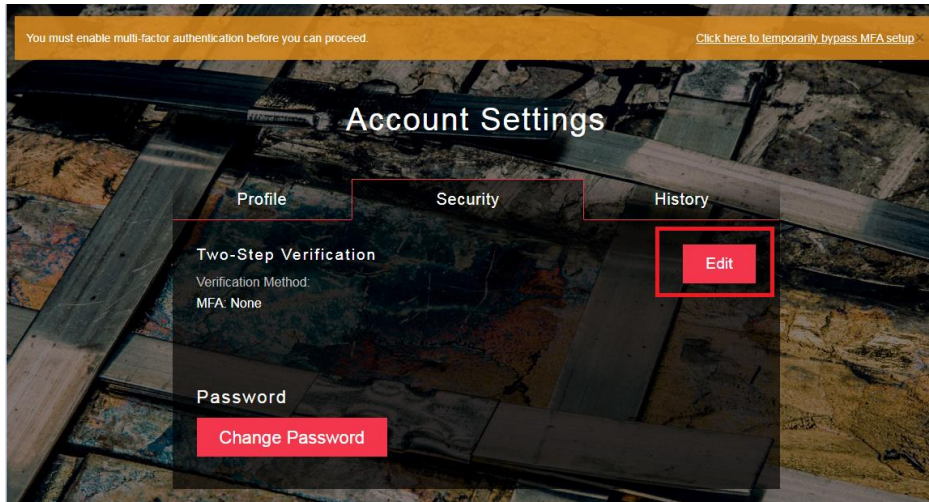 You must enable multi-factor authentication before you can proceed.
Click here to temporarily bypass MFA setup ×
Account Settings
Profile
Security
History
Two-Step Verification
Edit
Verification Method:
MFA: None
Password
Change Password